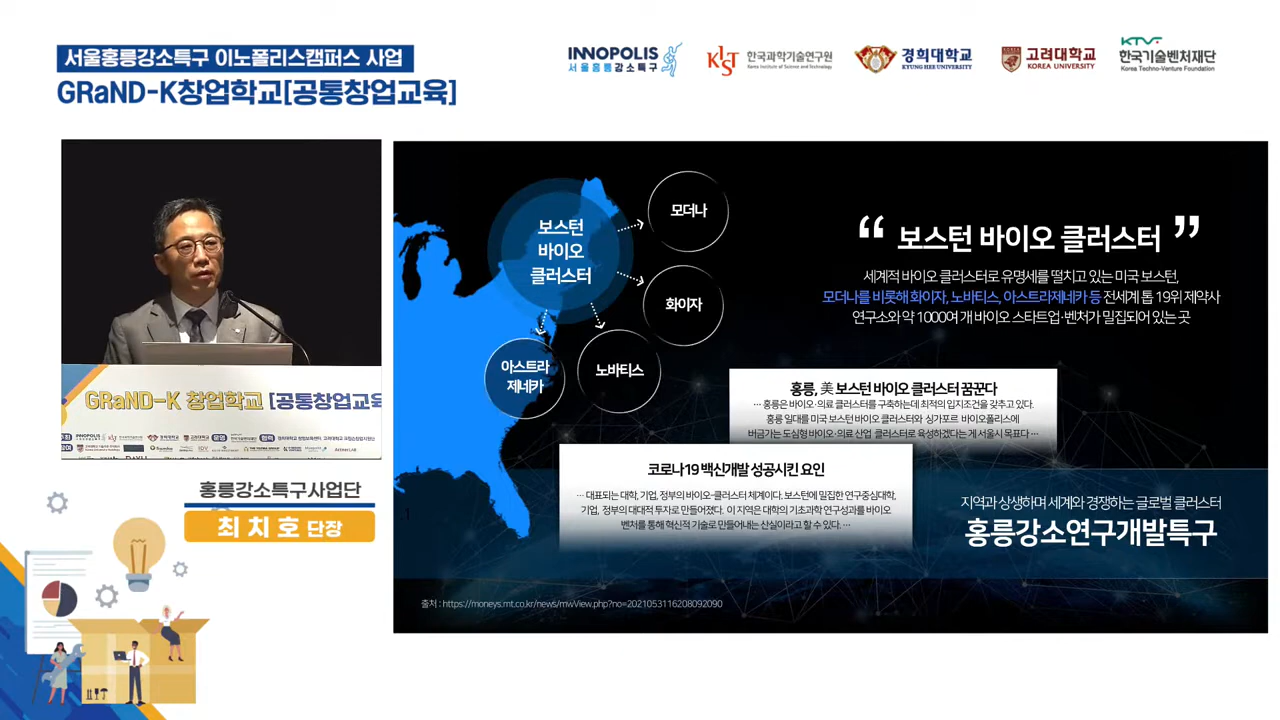 서울홍릉강소특구 이노폴리스캠퍼스 사업
GRaND-K창업학교[공통창업교육]
INNOPOLIS
서울홍릉강소특구
KIST 한국과학기술연구원
Korea Institute of Science and Technology
경희대학교
KYUNG HEE UNIVERSITY
고려대학교
KOREA UNIVERSITY
KTVF
한국기술벤처재단
Korea Techno-Venture Foundation
GRaND-K 창업학교 [공통창업교육
홍릉강소특구사업단
최치호 단장
보스턴
바이오
클러스터
모더나
화이자
노바티스
아스트라
제네카
“ 보스턴 바이오 클러스터 ”
세계적 바이오 클러스터로 유명세를 떨치고 있는 미국 보스턴,
모더나를 비롯해 화이자, 노바티스, 아스트라제네카 등 전세계 톱 19위 제약사
연구소와 약 1000여 개 바이오 스타트업·벤처가 밀집되어 있는 곳
홍릉, 美 보스턴 바이오 클러스터 꿈꾼다
··· 홍릉은 바이오·의료 클러스터를 구축하는데 최적의 입지조건을 갖추고 있다.
홍릉 일대를 미국 보스턴 바이오 클러스터와 싱가포르 바이오폴리스에
버금가는 도심형 바이오·의료 산업 클러스터로 육성하겠다는 게 서울시 목표다 ···
코로나19 백신개발 성공시킨 요인
··· 대표되는 대학, 기업, 정부의 바이오-클러스터 체계이다. 보스턴에 밀집한 연구중심대학,
기업, 정부의 대대적 투자로 만들어졌다. 이 지역은 대학의 기초과학 연구성과를 바이오
벤처를 통해 혁신적 기술로 만들어내는 산실이라고 할 수 있다. ···
지역과 상생하며 세계와 경쟁하는 글로벌 클러스터
홍릉강소연구개발특구
출처 : https://moneys.mt.co.kr/news/mwView.php?no=2021053116208092090